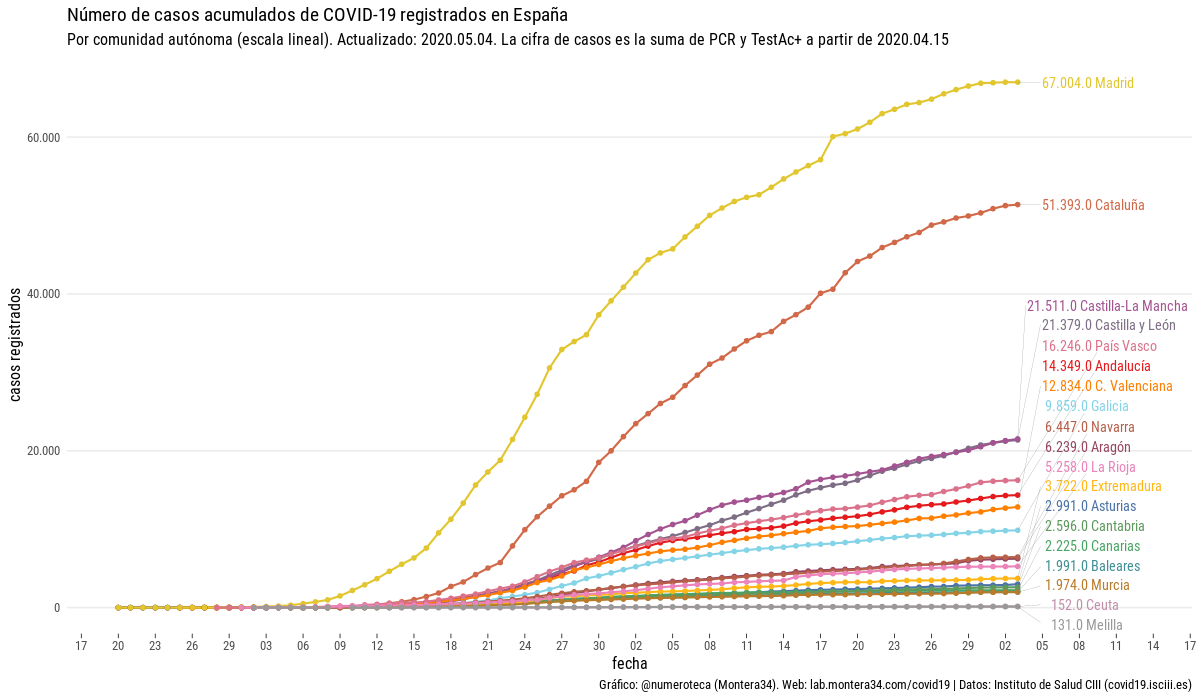 Número de casos acumulados de COVID-19 registrados en España
Por comunidad autónoma (escala lineal). Actualizado: 2020.05.04. La cifra de casos es la suma de PCR y TestAc+ a partir de 2020.04.15
casos registrados
60.000
40.000
20.000
0
67.004.0 Madrid
51.393.0 Cataluña
21.511.0 Castilla-La Mancha
21.379.0 Castilla y León
16.246.0 País Vasco
14.349.0 Andalucía
12.834.0 C. Valenciana
9.859.0 Galicia
6.447.0 Navarra
6.239.0 Aragón
5.258.0 La Rioja
3.722.0 Extremadura
2.991.0 Asturias
2.596.0 Cantabria
2.225.0 Canarias
1.991.0 Baleares
1.974.0 Murcia
152.0 Ceuta
131.0 Melilla
17 20 23 26 28 31 03 06 09 12 15 18 21 24 27 30 02 05 08 11 14 17 20 23 26 29 02 05 08 11 14 17
fecha
Gráfico: @numeroteca (Montera34). Web: lab.montera34.com/covid19 | Datos: Instituto de Salud CIII (covid19.isciii.es)